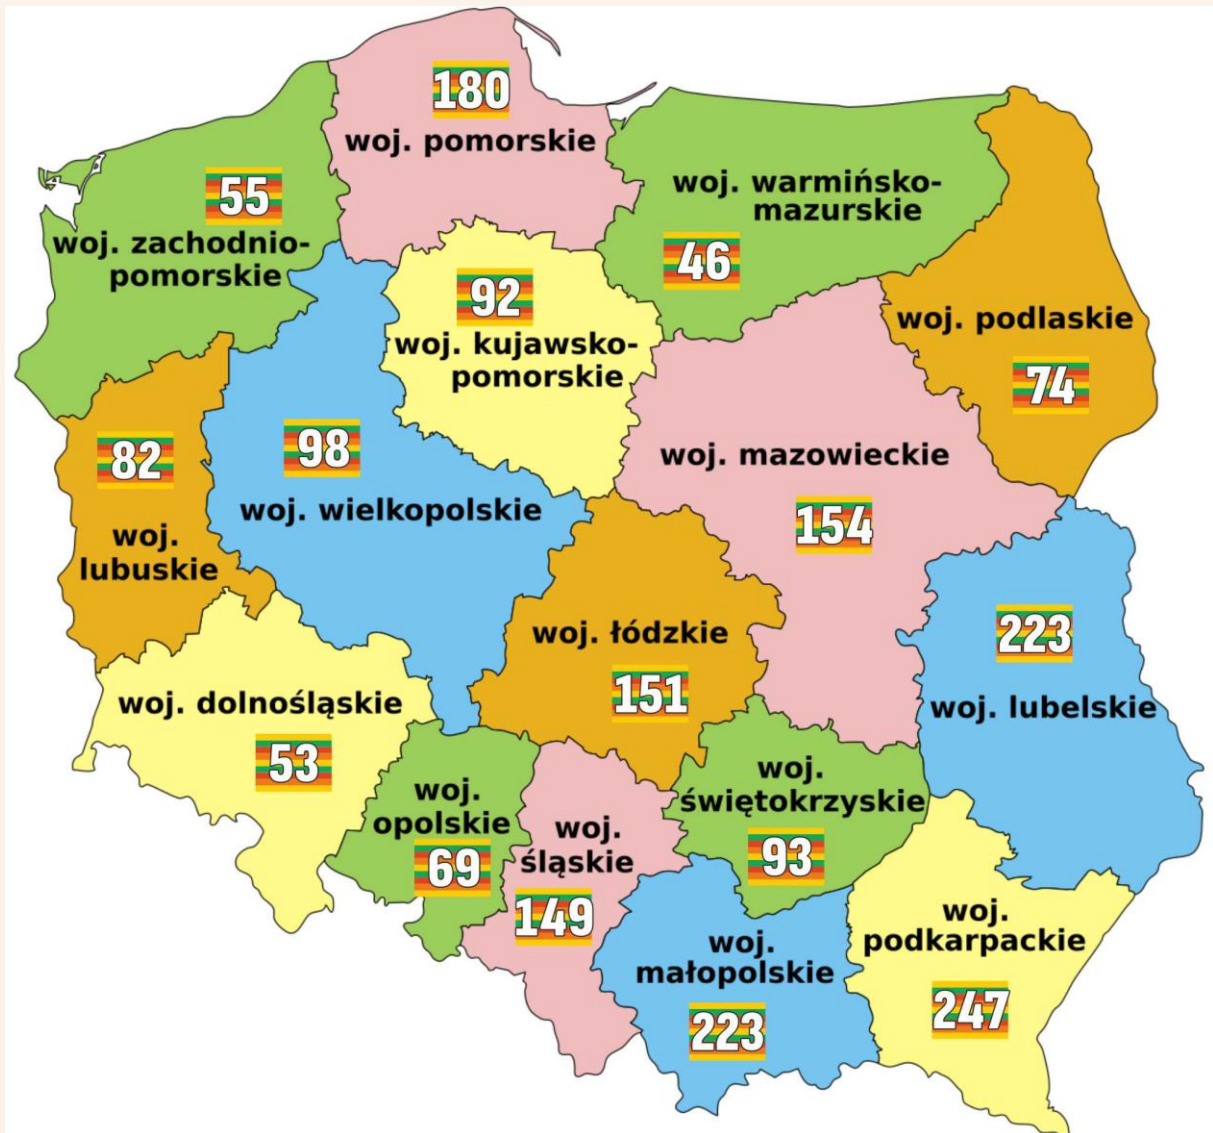 180
woj. pomorskie
55
woj. zachodnio-
pomorskie
woj. warmińsko-
mazurskie
46
92
woj. kujawsko-
pomorskie
woj. podlaskie
74
82
woj.
lubuskie
98
woj. wielkopolskie
woj. mazowieckie
154
woj. łódzkie
151
223
woj. lubelskie
woj. dolnośląskie
53
woj.
opolskie
69
woj.
śląskie
149
woj.
świętokrzyskie
93
woj.
małopolskie
223
woj.
podkarpackie
247